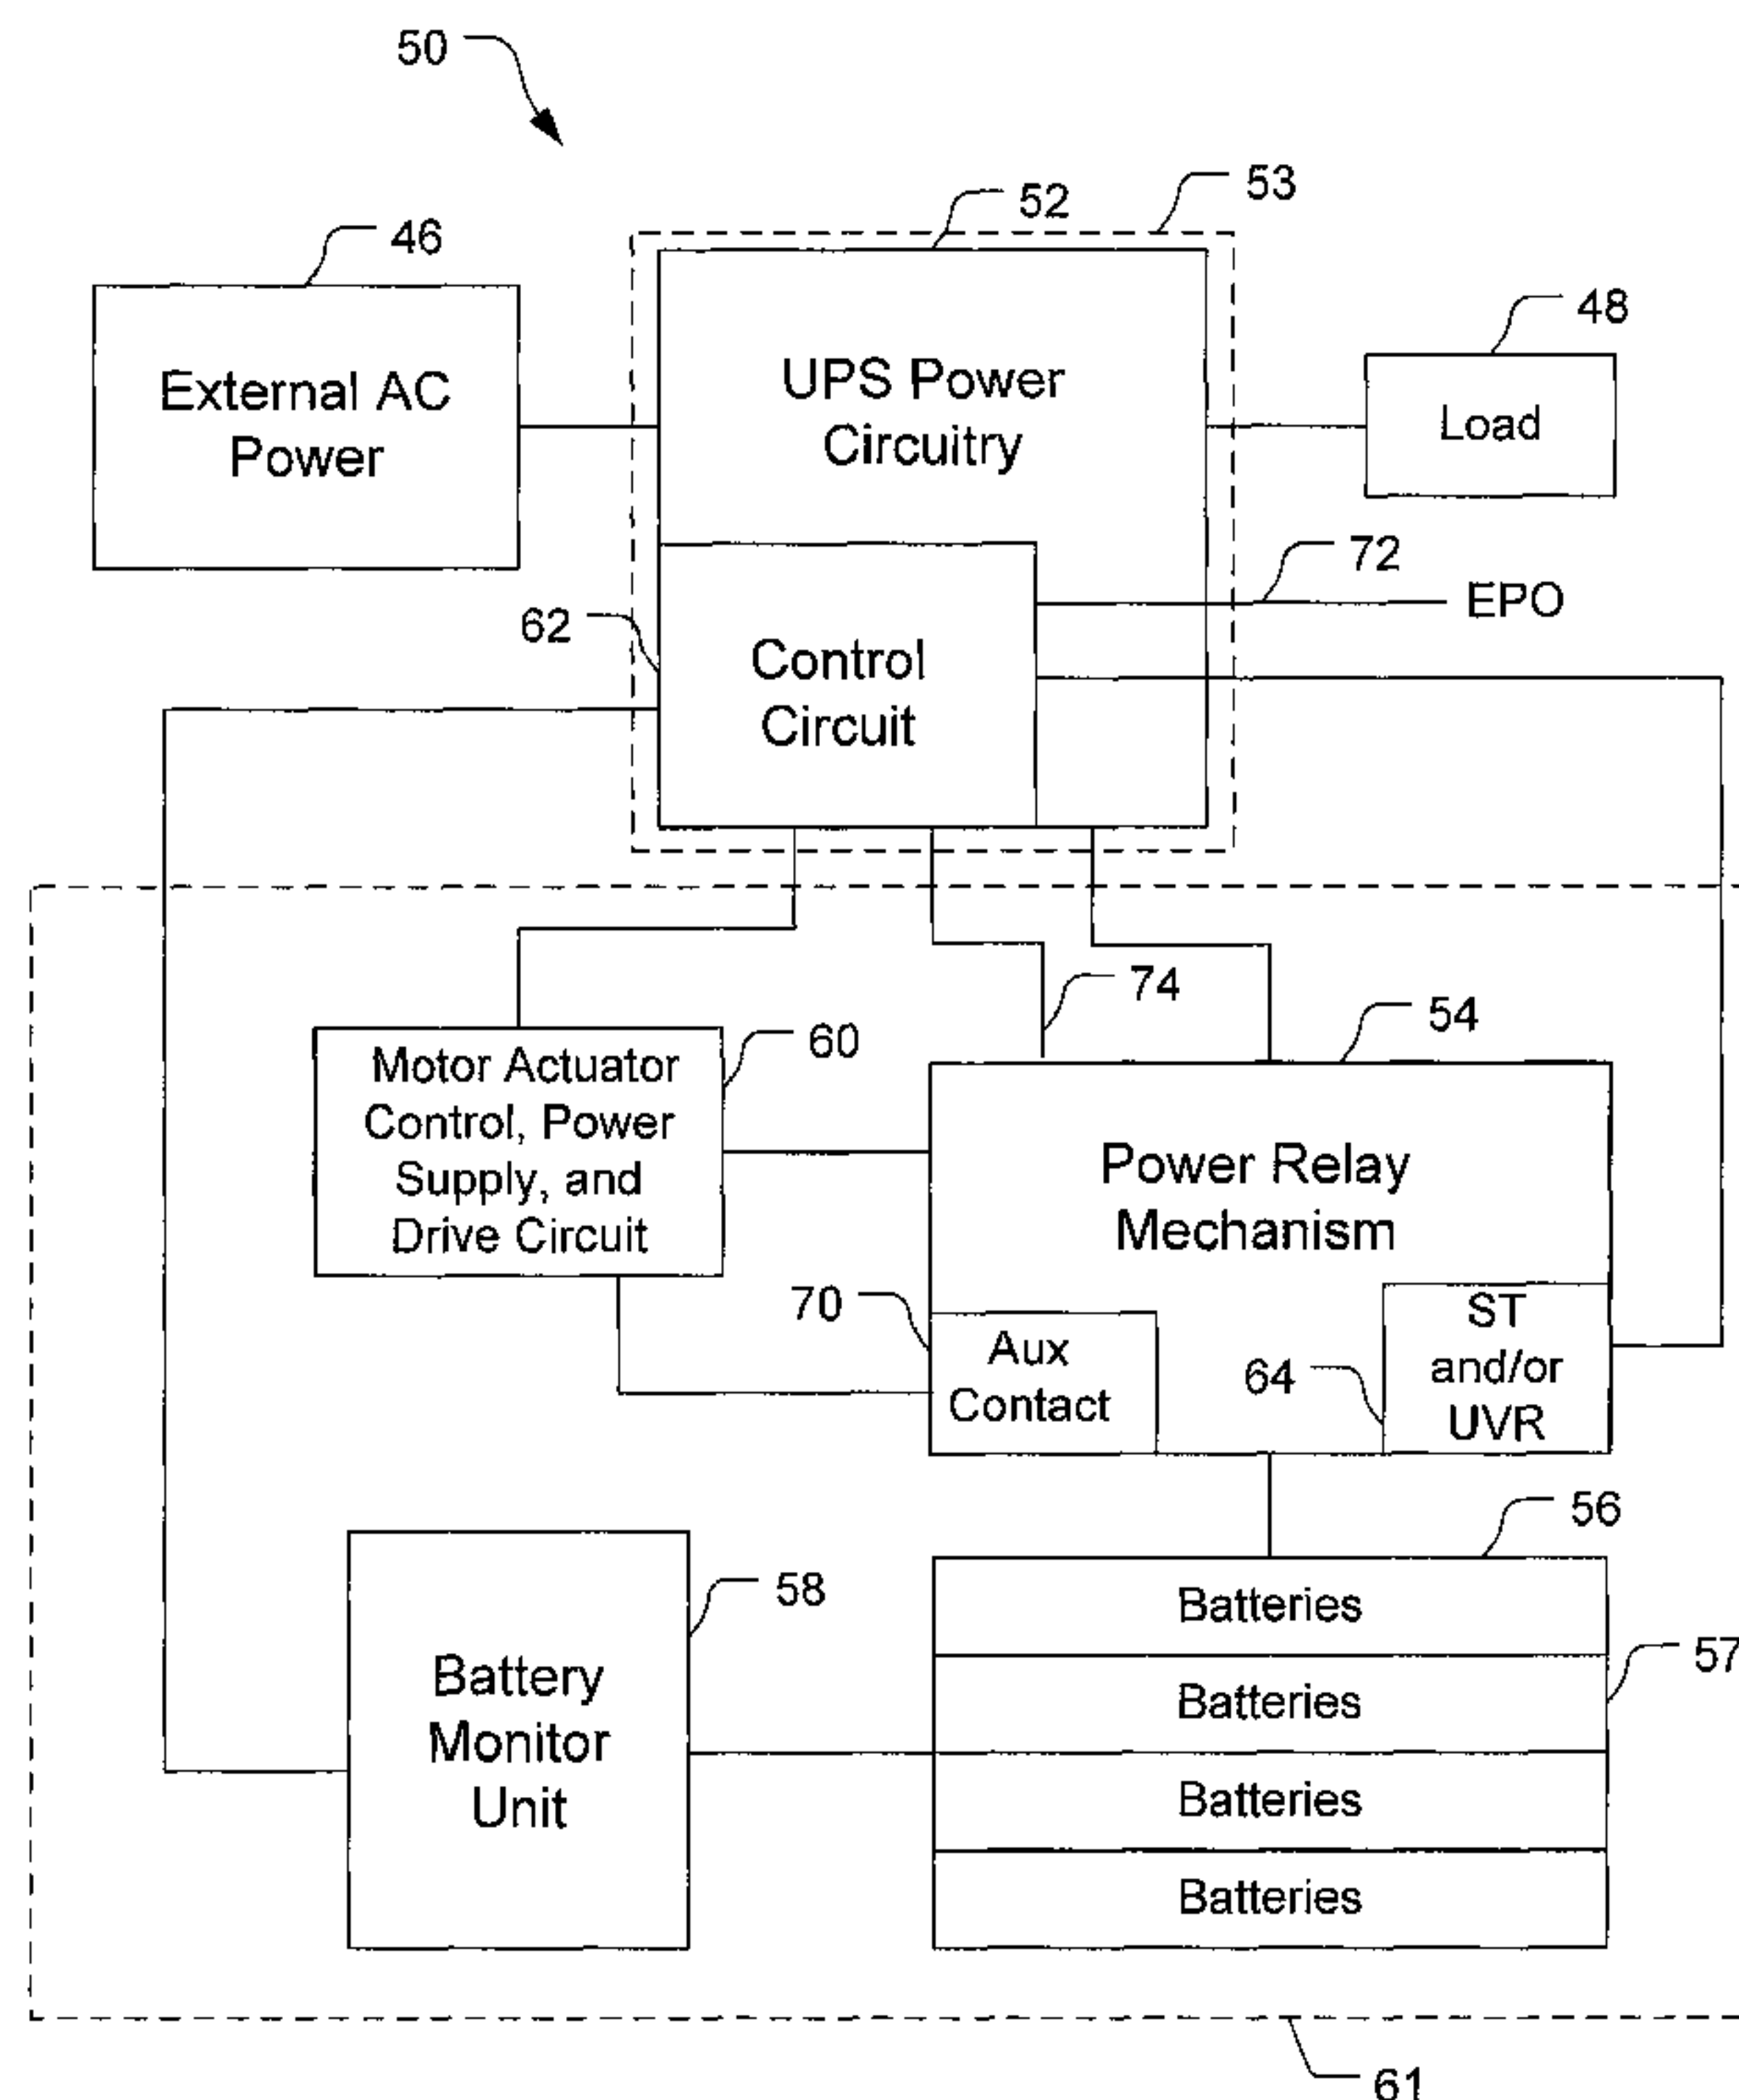 50
53
52
46
48
External AC
Power
UPS Power
Circuitry
Load
72
EPO
62
Control
Circuit
74
54
60
Motor Actuator
Control, Power
Supply, and
Drive Circuit
Power Relay
Mechanism
70
Aux
Contact
64
ST
and/or
UVR
56
58
Batteries
57
Battery
Monitor
Unit
Batteries
Batteries
Batteries
61